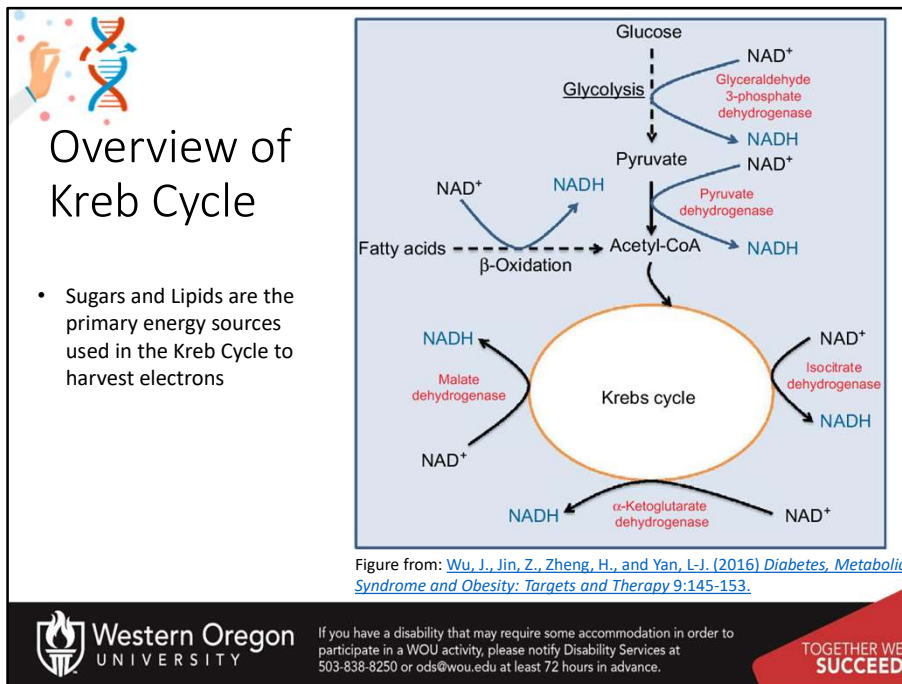 Overview of
Kreb Cycle
• Sugars and Lipids are the
primary energy sources
used in the Kreb Cycle to
harvest electrons
Glucose
NAD+
Glycolysis
Glyceraldehyde
3-phosphate
dehydrogenase
NADH
Pyruvate
NAD+
NAD+
NADH
Pyruvate
dehydrogenase
Fatty acids
Acetyl-CoA
NADH
β-Oxidation
NADH
NAD+
Malate
dehydrogenase
Isocitrate
dehydrogenase
Krebs cycle
NADH
NAD+
α-Ketoglutarate
dehydrogenase
NADH
NAD+
Figure from: Wu, J., Jin, Z., Zheng, H., and Yan, L-J. (2016) Diabetes, Metabolic
Syndrome and Obesity: Targets and Therapy 9:145-153.
Western Oregon
UNIVERSITY
If you have a disability that may require some accommodation in order to
participate in a WOU activity, please notify Disability Services at
503-838-8250 or ods@wou.edu at least 72 hours in advance.
TOGETHER WE
SUCCEED